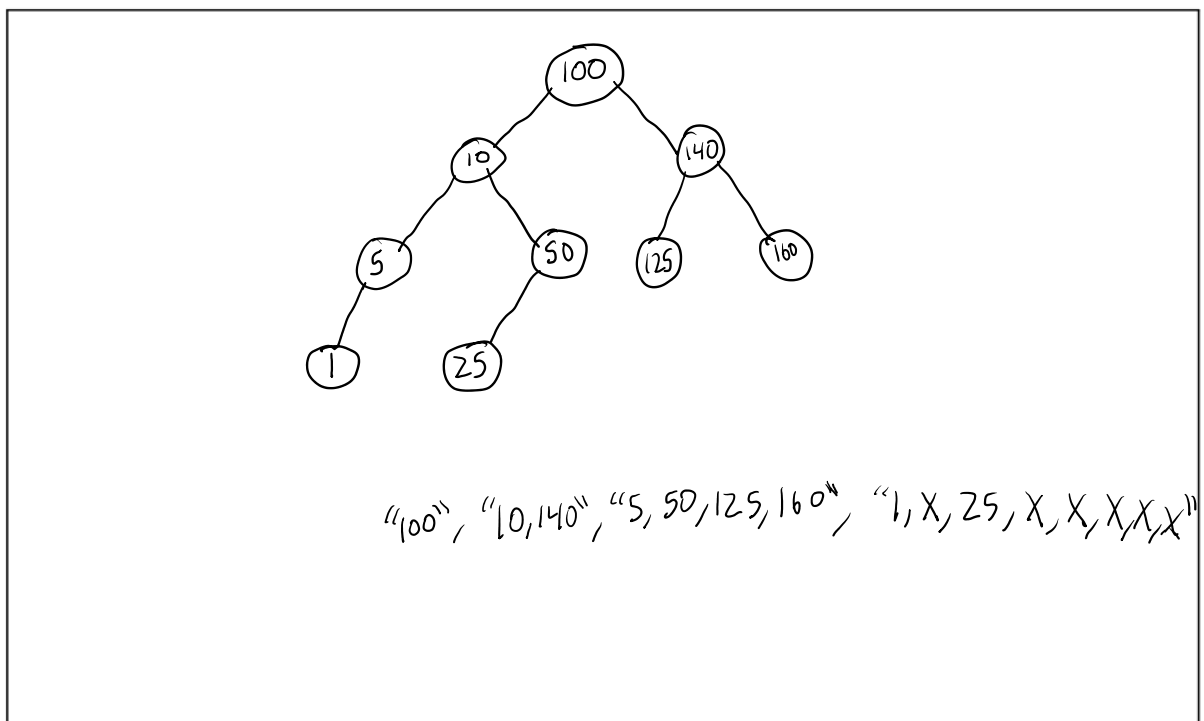 100
10 140
5 50 125 160
1 25
"100", "10,140", "5, 50, 125, 160", "1, X, 25, X, X, X, X, X"